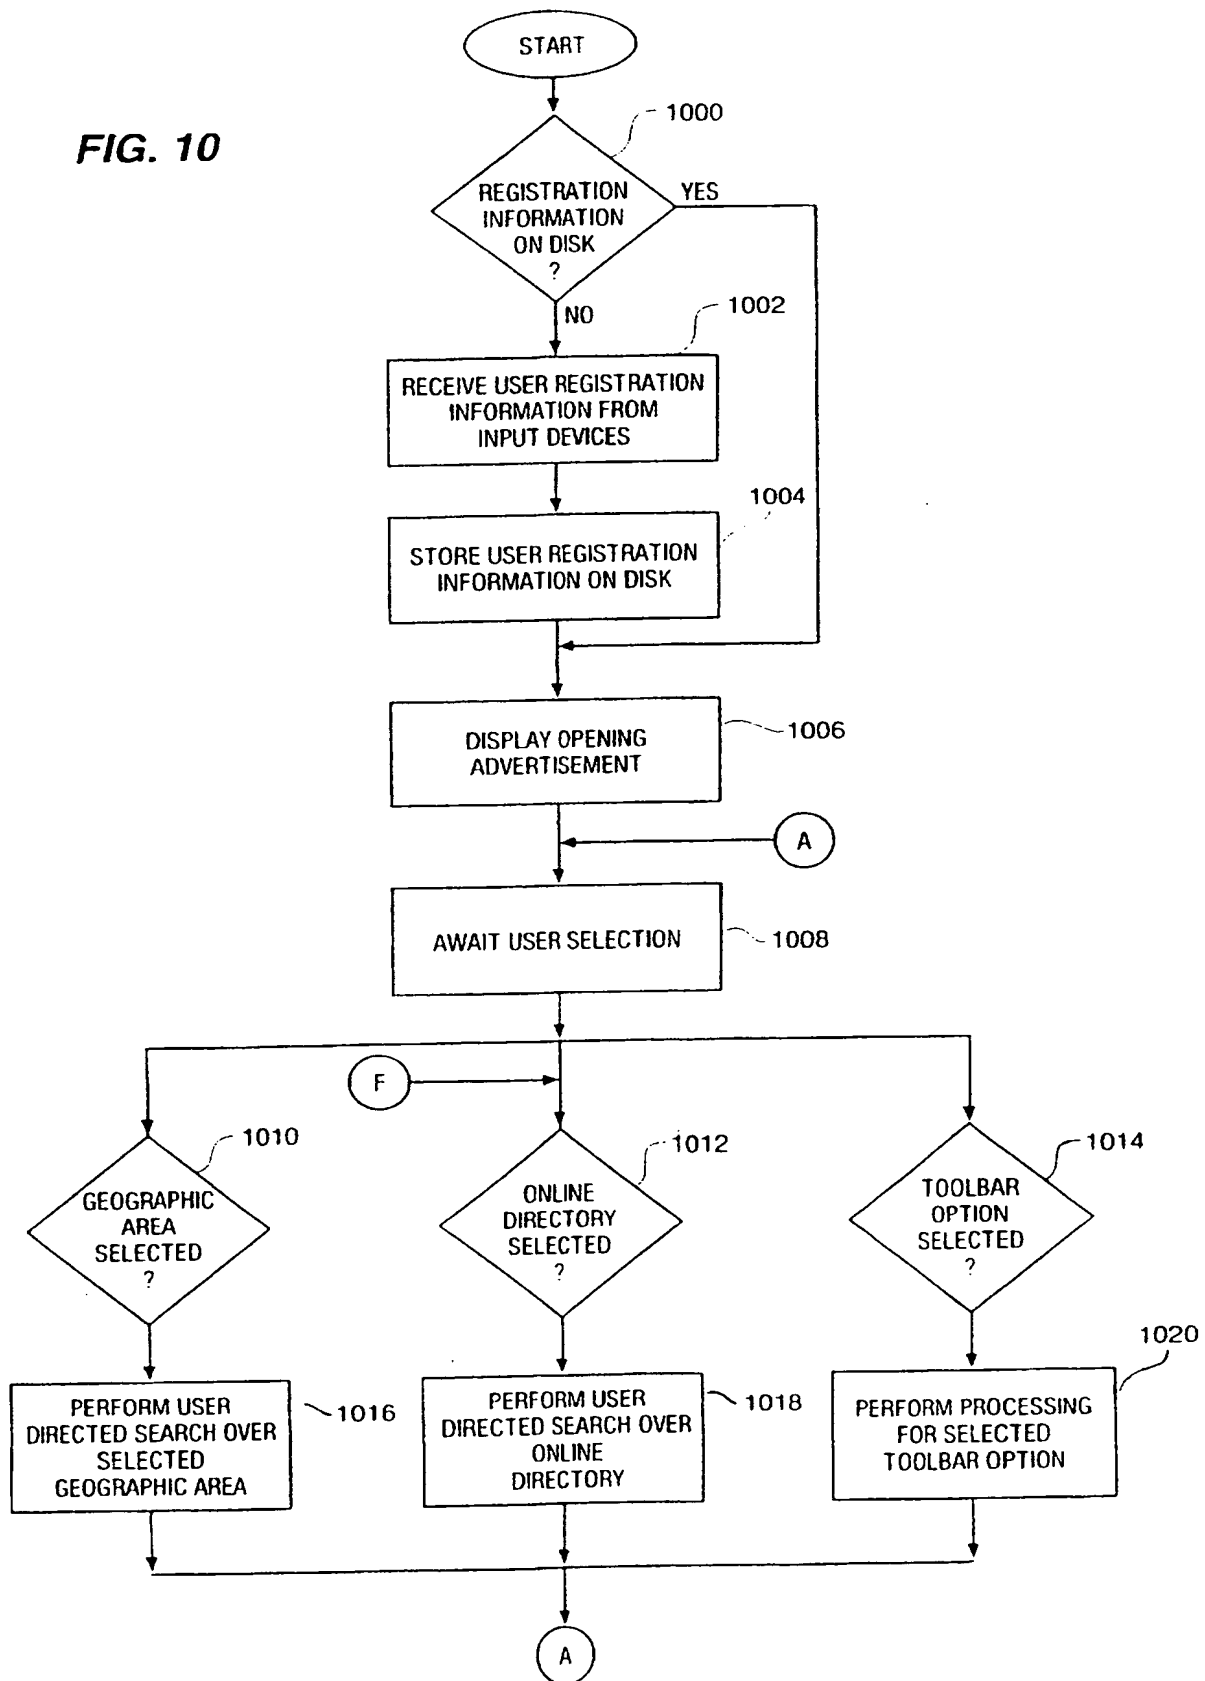 START
FIG. 10
1000
REGISTRATION
INFORMATION
ON DISK
?
YES
NO
1002
RECEIVE USER REGISTRATION
INFORMATION FROM
INPUT DEVICES
1004
STORE USER REGISTRATION
INFORMATION ON DISK
1006
DISPLAY OPENING
ADVERTISEMENT
A
AWAIT USER SELECTION
1008
F
1010
GEOGRAPHIC
AREA
SELECTED
?
1012
ONLINE
DIRECTORY
SELECTED
?
1014
TOOLBAR
OPTION
SELECTED
?
PERFORM USER
DIRECTED SEARCH OVER
SELECTED
GEOGRAPHIC AREA
1016
PERFORM USER
DIRECTED SEARCH OVER
ONLINE
DIRECTORY
1018
1020
PERFORM PROCESSING
FOR SELECTED
TOOLBAR OPTION
A